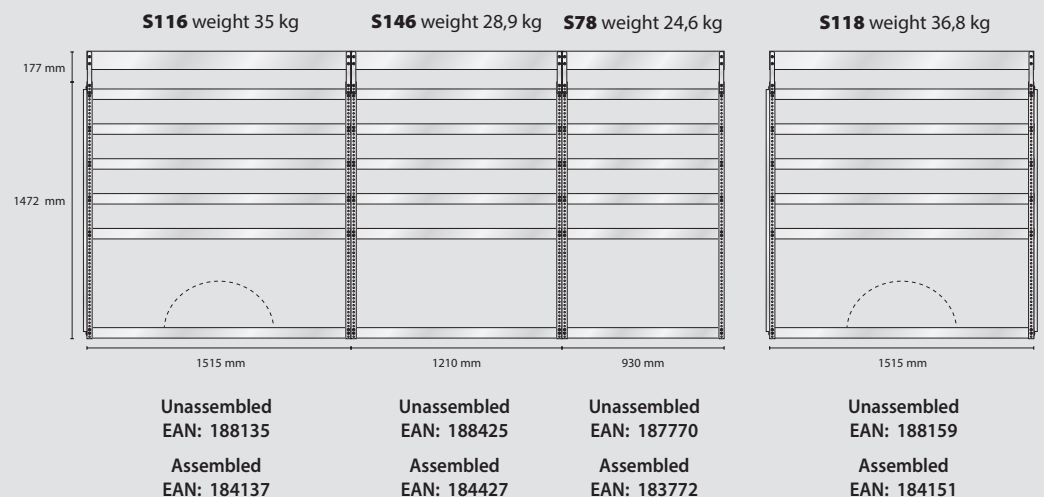 S116 weight 35 kg
S146 weight 28,9 kg
S78 weight 24,6 kg
S118 weight 36,8 kg
177 mm
1472 mm
1515 mm
1210 mm
930 mm
1515 mm
Unassembled
EAN: 188135
Unassembled
EAN: 188425
Unassembled
EAN: 187770
Unassembled
EAN: 188159
Assembled
EAN: 184137
Assembled
EAN: 184427
Assembled
EAN: 183772
Assembled
EAN: 184151